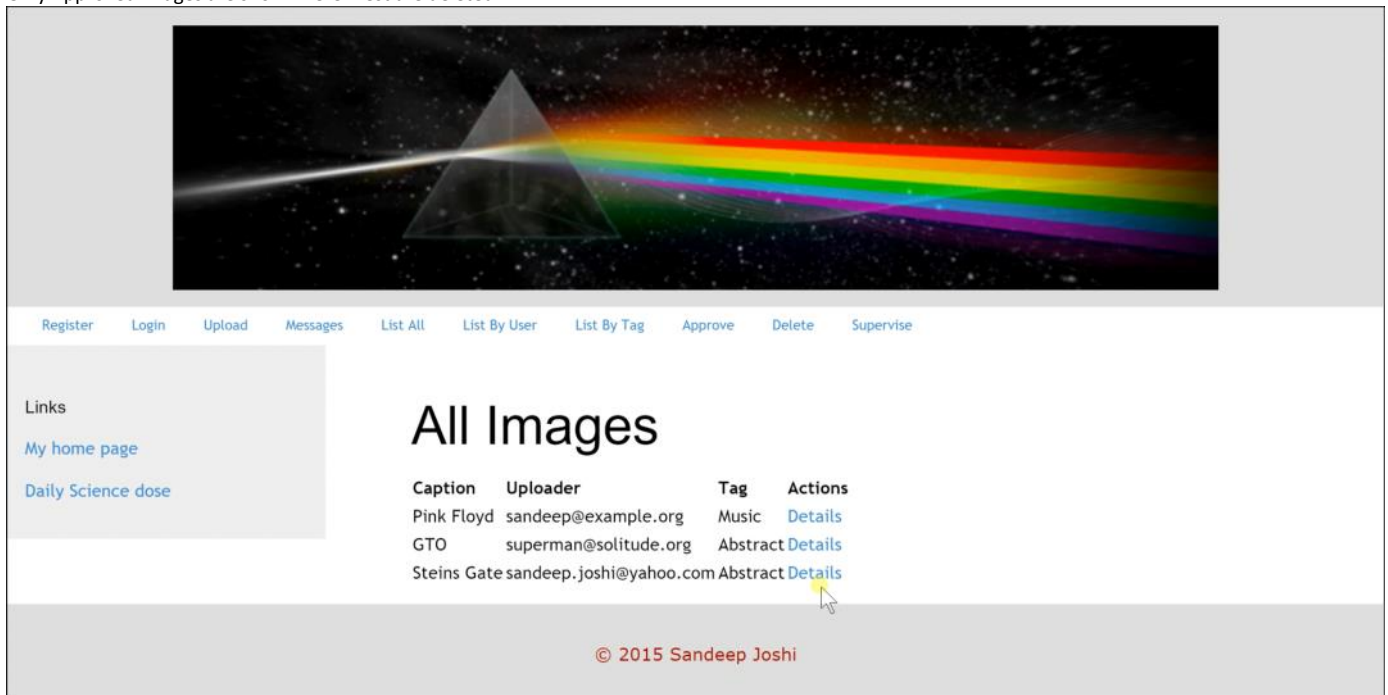 Register Login Upload Messages List All List By User List By Tag Approve Delete Supervise
Links
My home page
Daily Science dose
All Images
Caption Uploader Tag Actions
Pink Floyd sandeep@example.org Music Details
GTO superman@solitude.org Abstract Details
Steins Gate sandeep.joshi@yahoo.com Abstract Details
© 2015 Sandeep Joshi